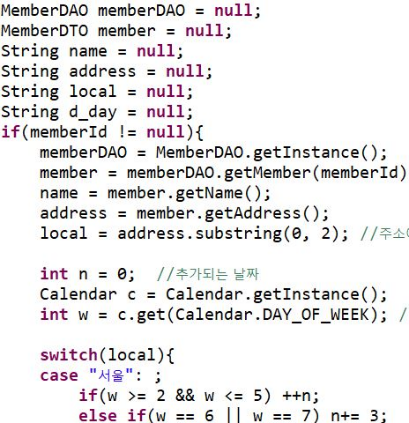 MemberDAO memberDAO = null;
MemberDTO member = null;
String name = null;
String address = null;
String local = null;
String d_day = null;
if(memberId != null){
memberDAO = MemberDAO.getInstance();
member = memberDAO.getMember(memberId)
name = member.getName();
address = member.getAddress();
local = address.substring(0, 2); //주소
int n = 0; //추가되는 날짜
Calendar c = Calendar.getInstance();
int w = c.get(Calendar.DAY_OF_WEEK); /
switch(local){
case "서울": ;
if(w >= 2 && w <= 5) ++n;
else if(w == 6 || w == 7) n+= 3;